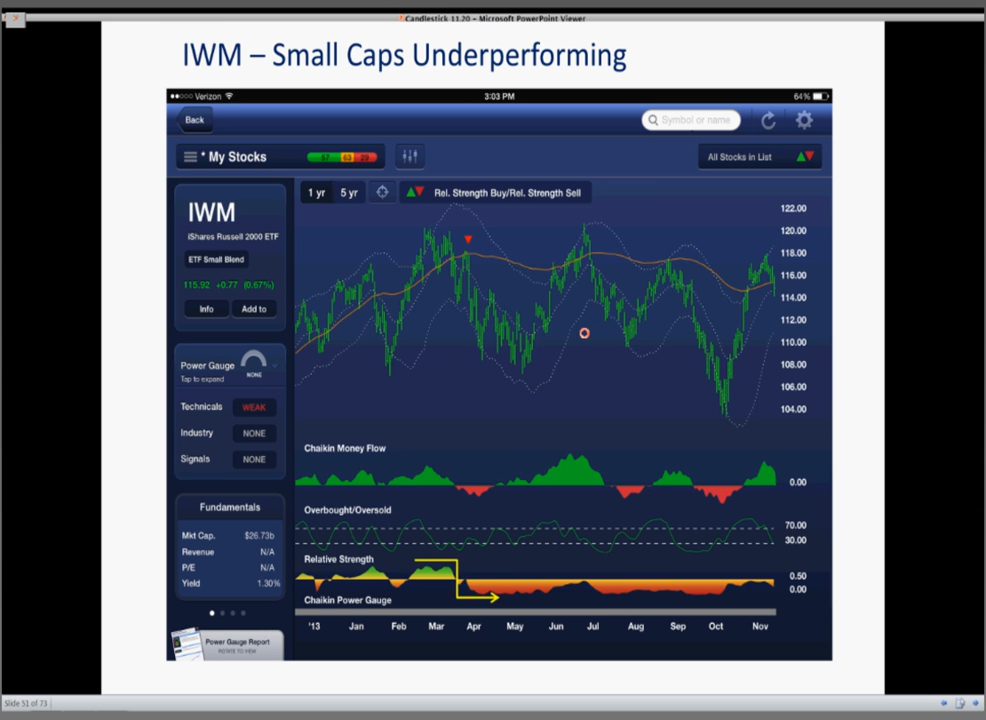 Candlestick 11.20 – Microsoft PowerPoint Viewer
IWM – Small Caps Underperforming
Verizon 3:03 PM 64%
Back Symbol or name
* My Stocks 57 63 29 All Stocks in List
IWM
iShares Russell 2000 ETF
ETF Small Blend
115.92 +0.77 (0.67%)
Info Add to
Power Gauge
Tap to expand
NONE
Technicals WEAK
Industry NONE
Signals NONE
Fundamentals
Mkt Cap. $26.73b
Revenue N/A
P/E N/A
Yield 1.30%
Power Gauge Report
ROTATE TO VIEW
1 yr 5 yr Rel. Strength Buy/Rel. Strength Sell
122.00
120.00
118.00
116.00
114.00
112.00
110.00
108.00
106.00
104.00
Chaikin Money Flow
0.00
Overbought/Oversold
70.00
30.00
Relative Strength
0.50
0.00
Chaikin Power Gauge
'13 Jan Feb Mar Apr May Jun Jul Aug Sep Oct Nov
Slide 51 of 73